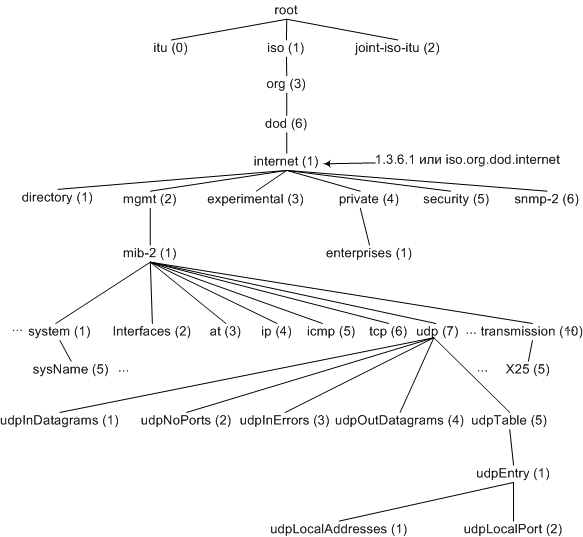 root
itu (0) iso (1) joint-iso-itu (2)
org (3)
dod (6)
internet (1) 1.3.6.1 или iso.org.dod.internet
directory (1) mgmt (2) experimental (3) private (4) security (5) snmp-2 (6)
mib-2 (1) enterprises (1)
... system (1) Interfaces (2) at (3) ip (4) icmp (5) tcp (6) udp (7) ... transmission (10)
sysName (5) ... ... X25 (5)
udpInDatagrams (1) udpNoPorts (2) udpInErrors (3) udpOutDatagrams (4) udpTable (5)
udpEntry (1)
udpLocalAddresses (1) udpLocalPort (2)